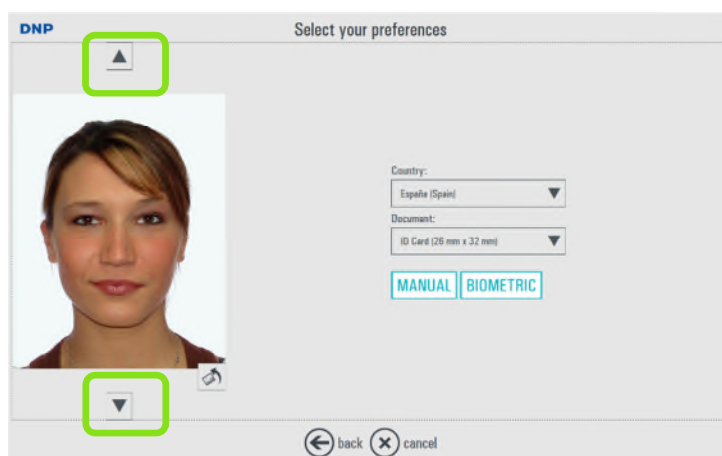 DNP
Select your preferences
Country:
España (Spain)
Document:
ID Card (26 mm x 32 mm)
MANUAL BIOMETRIC
back cancel